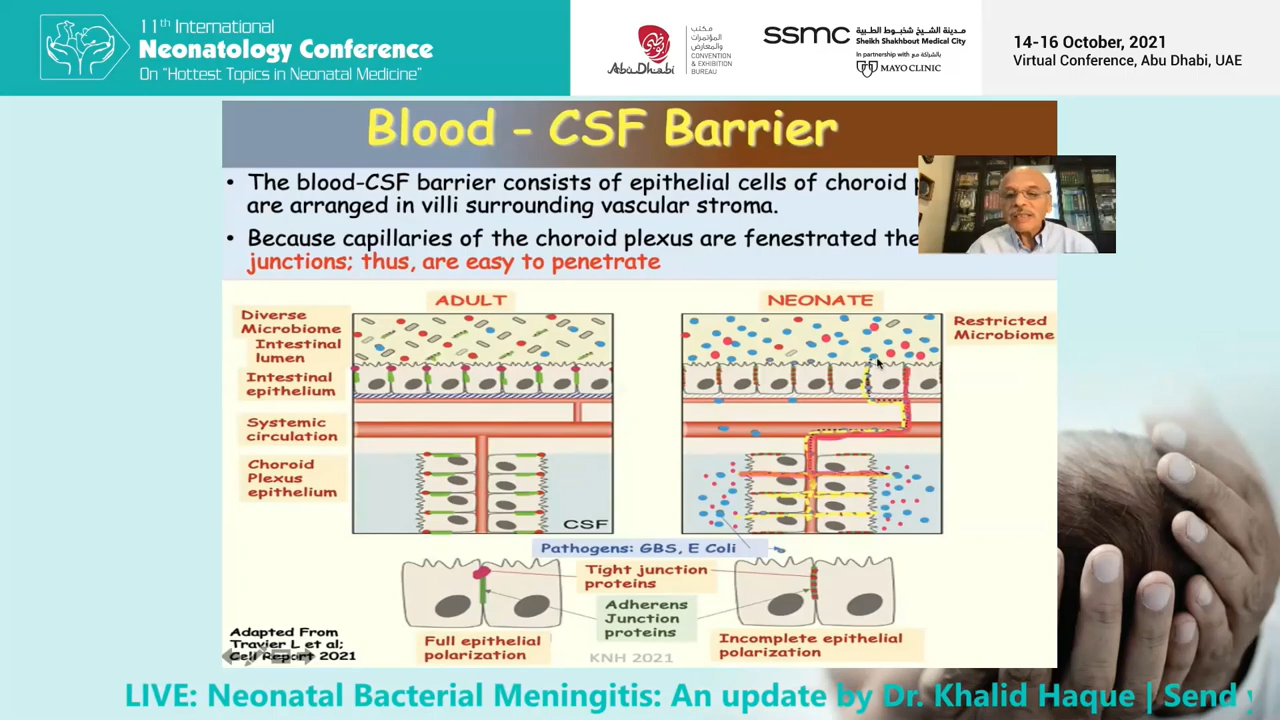 11th International
Neonatology Conference
On "Hottest Topics in Neonatal Medicine"
مكتب
المؤتمرات
والمعارض
أبوظبي
Abu Dhabi
CONVENTION
& EXHIBITION
BUREAU
ssmc
مدينة الشيخ شخبوط الطبية
Sheikh Shakhbout Medical City
بالشراكة مع
In partnership with
MAYO CLINIC
14-16 October, 2021
Virtual Conference, Abu Dhabi, UAE
Blood - CSF Barrier
• The blood-CSF barrier consists of epithelial cells of choroid
are arranged in villi surrounding vascular stroma.
• Because capillaries of the choroid plexus are fenestrated the
junctions; thus, are easy to penetrate
ADULT
NEONATE
Diverse
Microbiome
Intestinal
lumen
Intestinal
epithelium
Systemic
circulation
Choroid
Plexus
epithelium
CSF
Restricted
Microbiome
Pathogens: GBS, E Coli
Tight junction
proteins
Adherens
Junction
proteins
Full epithelial
polarization
Incomplete epithelial
polarization
Adapted From
Travier L et al;
Cell Report 2021
KNH 2021
LIVE: Neonatal Bacterial Meningitis: An update by Dr. Khalid Haque | Send